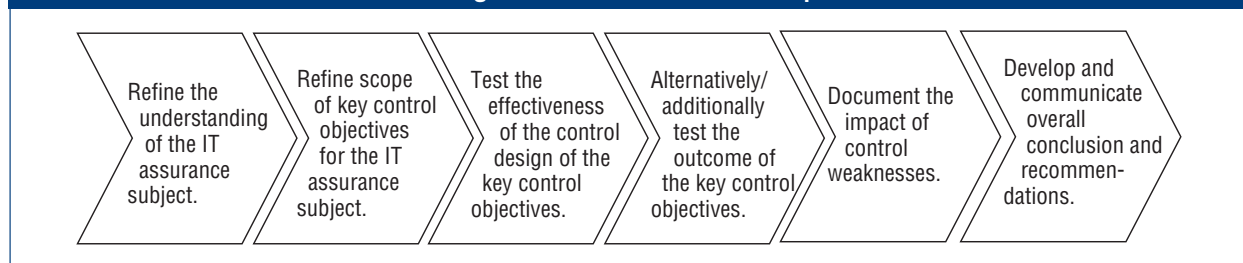 Refine the
understanding
of the IT
assurance
subject.
Refine scope
of key control
objectives
for the IT
assurance
subject.
Test the
effectiveness
of the control
design of the
key control
objectives.
Alternatively/
additionally
test the
outcome of
the key control
objectives.
Document the
impact of
control
weaknesses.
Develop and
communicate
overall
conclusion and
recommen-
dations.